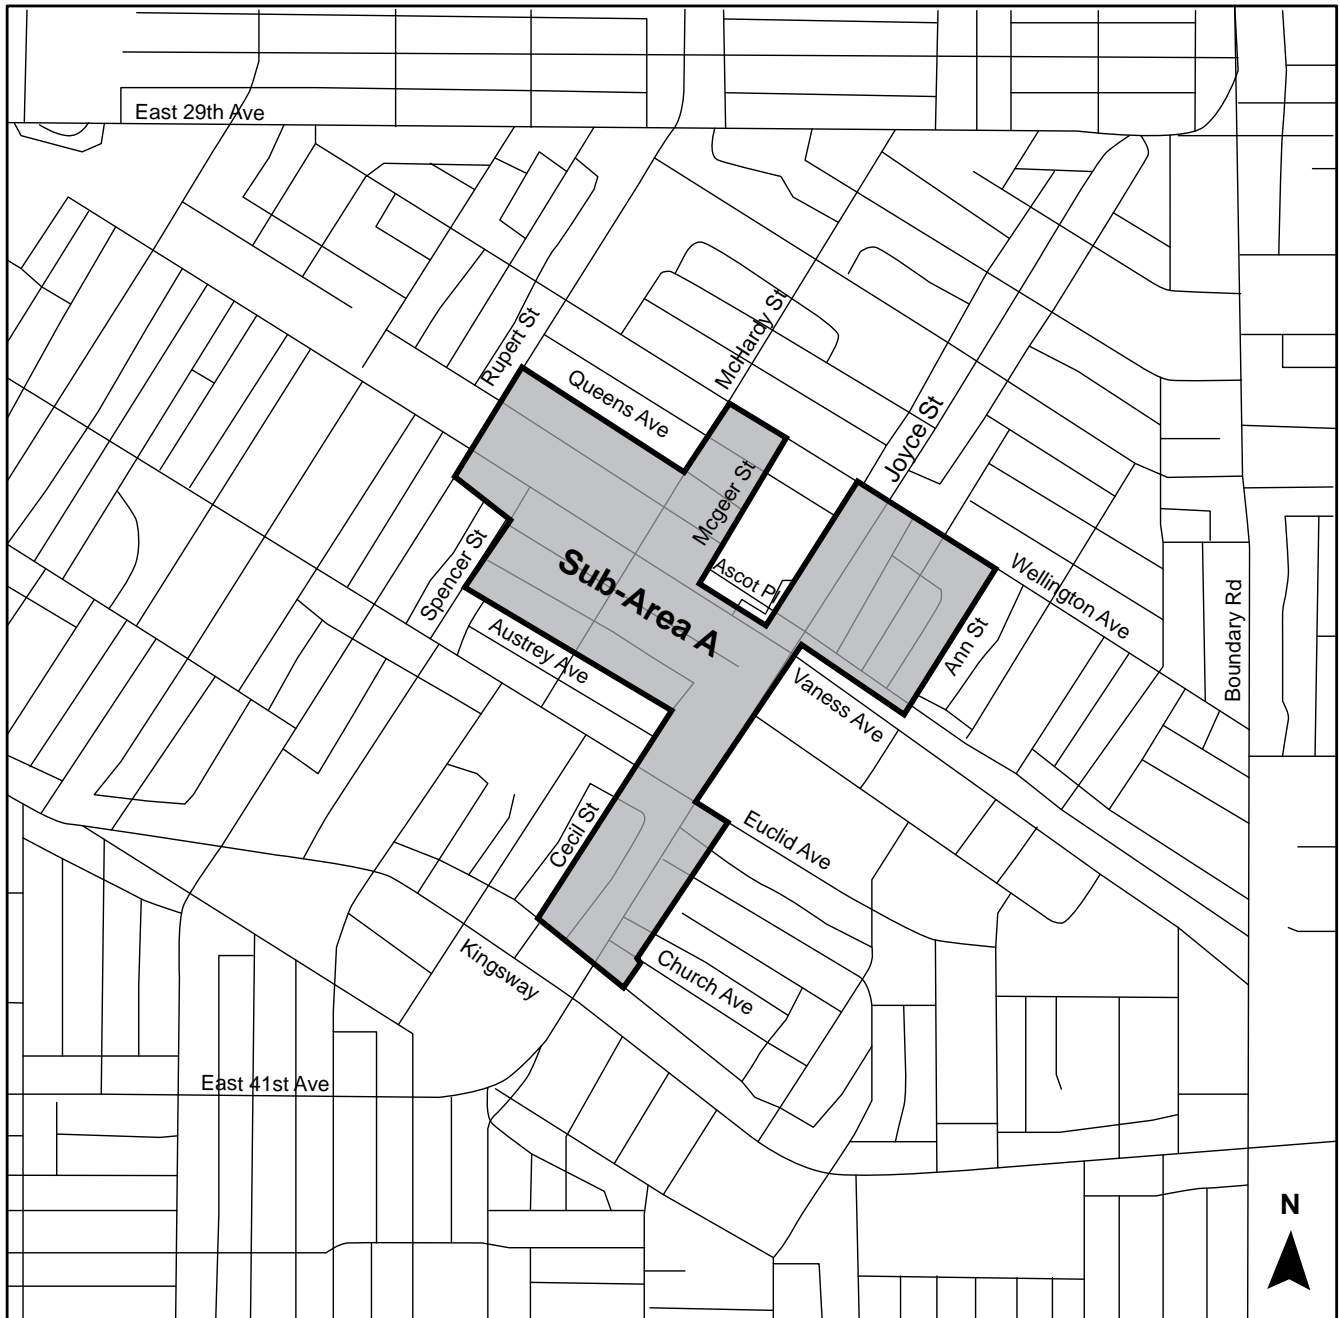 East 29th Ave
Rupert St
McHardy St
Queens Ave
Joyce St
Mcgeer St
Ascot Pl
Spencer St
Sub-Area A
Wellington Ave
Boundary Rd
Ann St
Austrey Ave
Vaness Ave
Cecil St
Euclid Ave
Kingsway
Church Ave
East 41st Ave
N